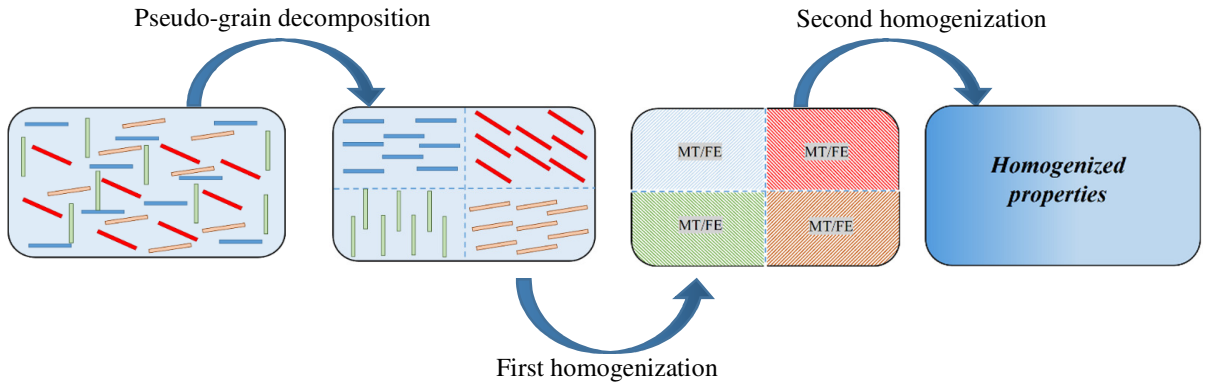 Pseudo-grain decomposition
Second homogenization
MT/FE
MT/FE
Homogenized
properties
MT/FE
MT/FE
First homogenization